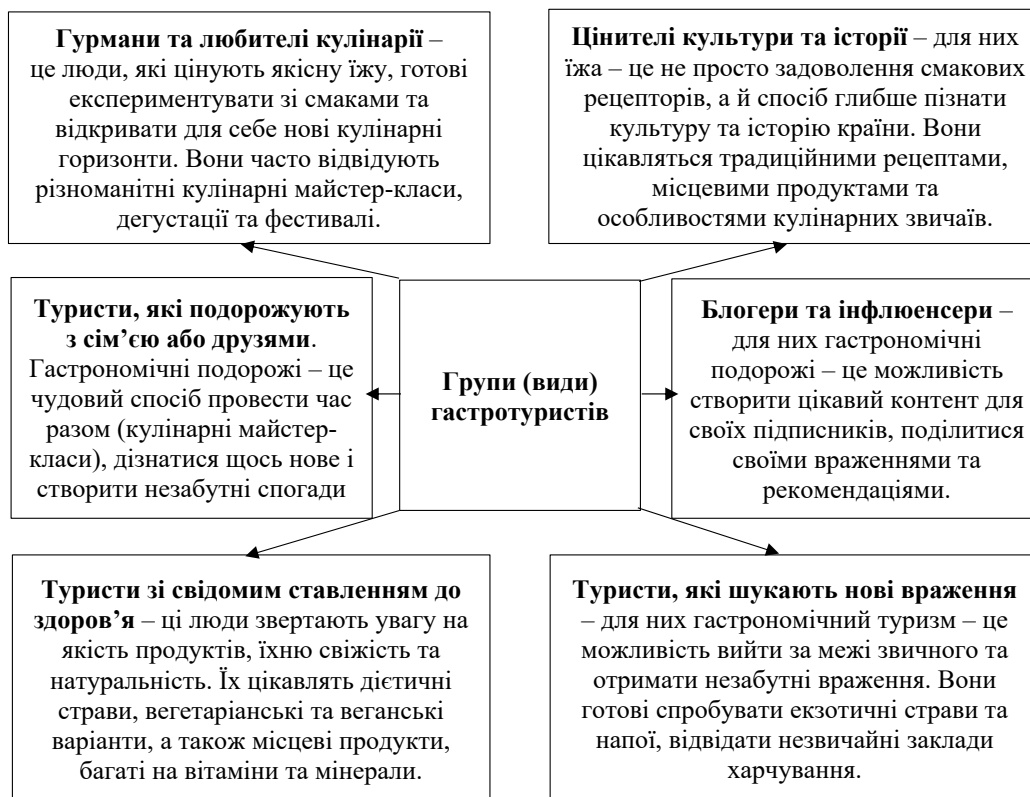 Гурмани та любителі кулінарії –
це люди, які цінують якісну їжу, готові
експериментувати зі смаками та
відкривати для себе нові кулінарні
горизонти. Вони часто відвідують
різноманітні кулінарні майстер-класи,
дегустації та фестивалі.
Цінителі культури та історії – для них
їжа – це не просто задоволення смакових
рецепторів, а й спосіб глибше пізнати
культуру та історію країни. Вони
цікавляться традиційними рецептами,
місцевими продуктами та
особливостями кулінарних звичаїв.
Туристи, які подорожують
з сім’єю або друзями.
Гастрономічні подорожі – це
чудовий спосіб провести час
разом (кулінарні майстер-
класи), дізнатися щось нове і
створити незабутні спогади
Групи (види)
гастротуристів
Блогери та інфлюенсери –
для них гастрономічні
подорожі – це можливість
створити цікавий контент для
своїх підписників, поділитися
своїми враженнями та
рекомендаціями.
Туристи зі свідомим ставленням до
здоров’я – ці люди звертають увагу на
якість продуктів, їхню свіжість та
натуральність. Їх цікавлять дієтичні
страви, вегетаріанські та веганські
варіанти, а також місцеві продукти,
багаті на вітаміни та мінерали.
Туристи, які шукають нові враження
– для них гастрономічний туризм – це
можливість вийти за межі звичного та
отримати незабутні враження. Вони
готові спробувати екзотичні страви та
напої, відвідати незвичайні заклади
харчування.